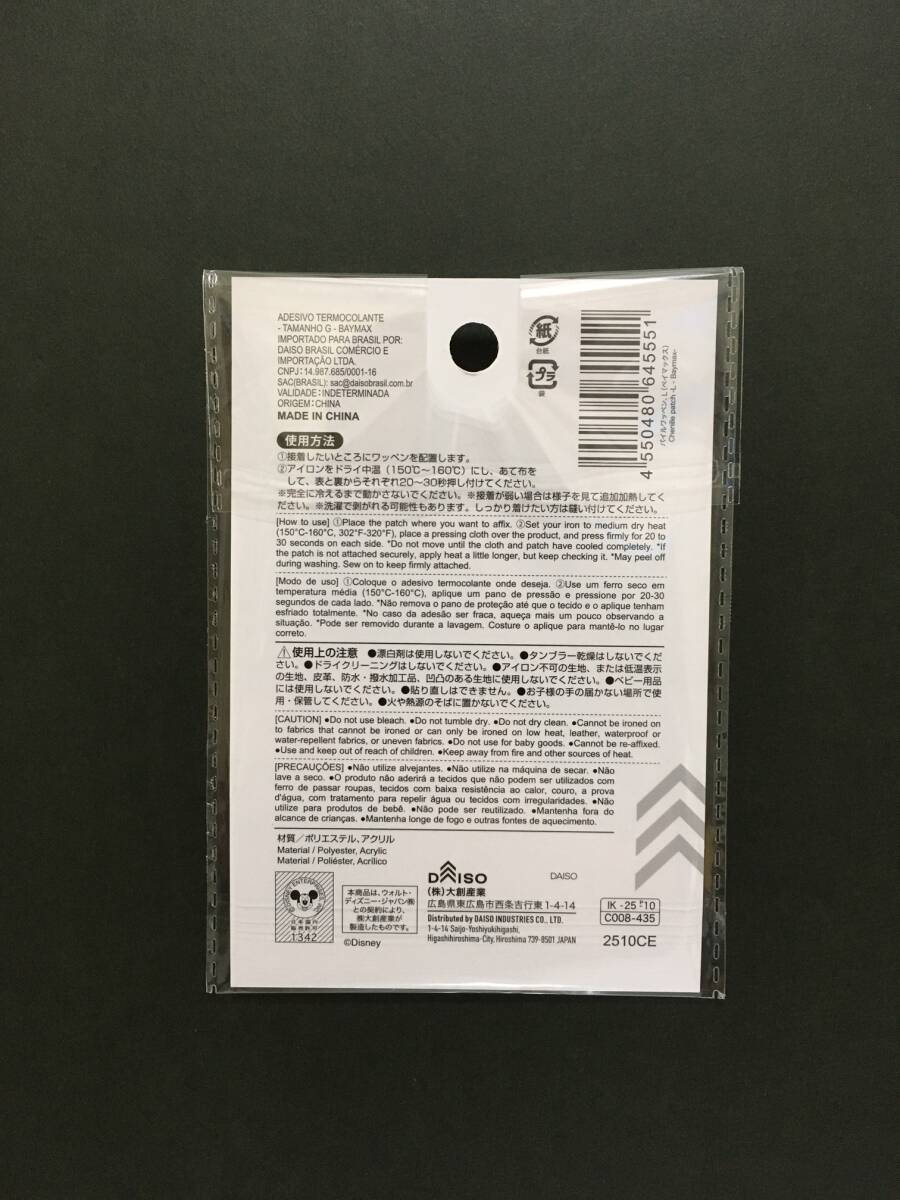 ADESIVO TERMOCOLANTE
- TAMANHO G - BAYMAX
IMPORTADO PARA BRASIL POR:
DAISO BRASIL COMÉRCIO E
IMPORTAÇÃO LTDA.
CNPJ:14.987.685/0001-16
SAC(BRASIL): sac@daisobrasil.com.br
VALIDADE:INDETERMINADA
ORIGEM:CHINA
MADE IN CHINA
紙
台紙
プラ
袋
4 550480 645551
パイルワッペン、L(ベイマックス)
Chenille patch -L - Baymax-
使用方法
①接着したいところにワッペンを配置します。
②アイロンをドライ中温(150℃~160℃)にし、あて布を
して、表と裏からそれぞれ20~30秒押し付けてください。
※完全に冷えるまで動かさないでください。※接着が弱い場合は様子を見て追加加熱してく
ださい。※洗濯で剥がれる可能性もあります。しっかり着けたい方は縫い付けてください。
[How to use] ①Place the patch where you want to affix. ②Set your iron to medium dry heat
(150°C-160°C, 302°F-320°F), place a pressing cloth over the product, and press firmly for 20 to
30 seconds on each side. *Do not move until the cloth and patch have cooled completely. *If
the patch is not attached securely, apply heat a little longer, but keep checking it. *May peel off
during washing. Sew on to keep firmly attached.
[Modo de uso] ①Coloque o adesivo termocolante onde deseja. ②Use um ferro seco em
temperatura média (150°C-160°C), aplique um pano de pressão e pressione por 20-30
segundos de cada lado. *Não remova o pano de proteção até que o tecido e o aplique tenham
esfriado totalmente. *No caso da adesão ser fraca, aqueça mais um pouco observando a
situação. *Pode ser removido durante a lavagem. Costure o aplique para mantê-lo no lugar
correto.
⚠使用上の注意 ●漂白剤は使用しないでください。●タンブラー乾燥はしないでくだ
さい。●ドライクリーニングはしないでください。●アイロン不可の生地、または低温表示
の生地、皮革、防水・撥水加工品、凹凸のある生地に使用しないでください。●ベビー用品
には使用しないでください。●貼り直しはできません。●お子様の手の届かない場所で使
用・保管してください。●火や熱源のそばに置かないでください。
[CAUTION] ●Do not use bleach. ●Do not tumble dry. ●Do not dry clean. ●Cannot be ironed on
to fabrics that cannot be ironed or can only be ironed on low heat, leather, waterproof or
water-repellent fabrics, or uneven fabrics. ●Do not use for baby goods. ●Cannot be re-affixed.
●Use and keep out of reach of children. ●Keep away from fire and other sources of heat.
[PRECAUÇÕES] ●Não utilize alvejantes. ●Não utilize na máquina de secar. ●Não
lave a seco. ●O produto não aderirá a tecidos que não podem ser utilizados com
ferro de passar roupas, tecidos com baixa resistência ao calor, couro, a prova
d'água, com tratamento para repelir água ou tecidos com irregularidades. ●Não
utilize para produtos de bebê. ●Não pode ser reutilizado. ●Mantenha fora do
alcance de crianças. ●Mantenha longe de fogo e outras fontes de aquecimento.
材質/ポリエステル、アクリル
Material / Polyester, Acrylic
Material / Poliéster, Acrílico
日本国内
販売許可
1342
本商品は、ウォルト・
ディズニー・ジャパン㈱
との契約により、
㈱大創産業が
製造したものです。
©Disney
DAISO
(株)大創産業
広島県東広島市西条吉行東1-4-14
Distributed by DAISO INDUSTRIES CO., LTD.
1-4-14 Saijo-Yoshiyukihigashi,
Higashihiroshima-City, Hiroshima 739-8501 JAPAN
DAISO
C008-435
2510CE